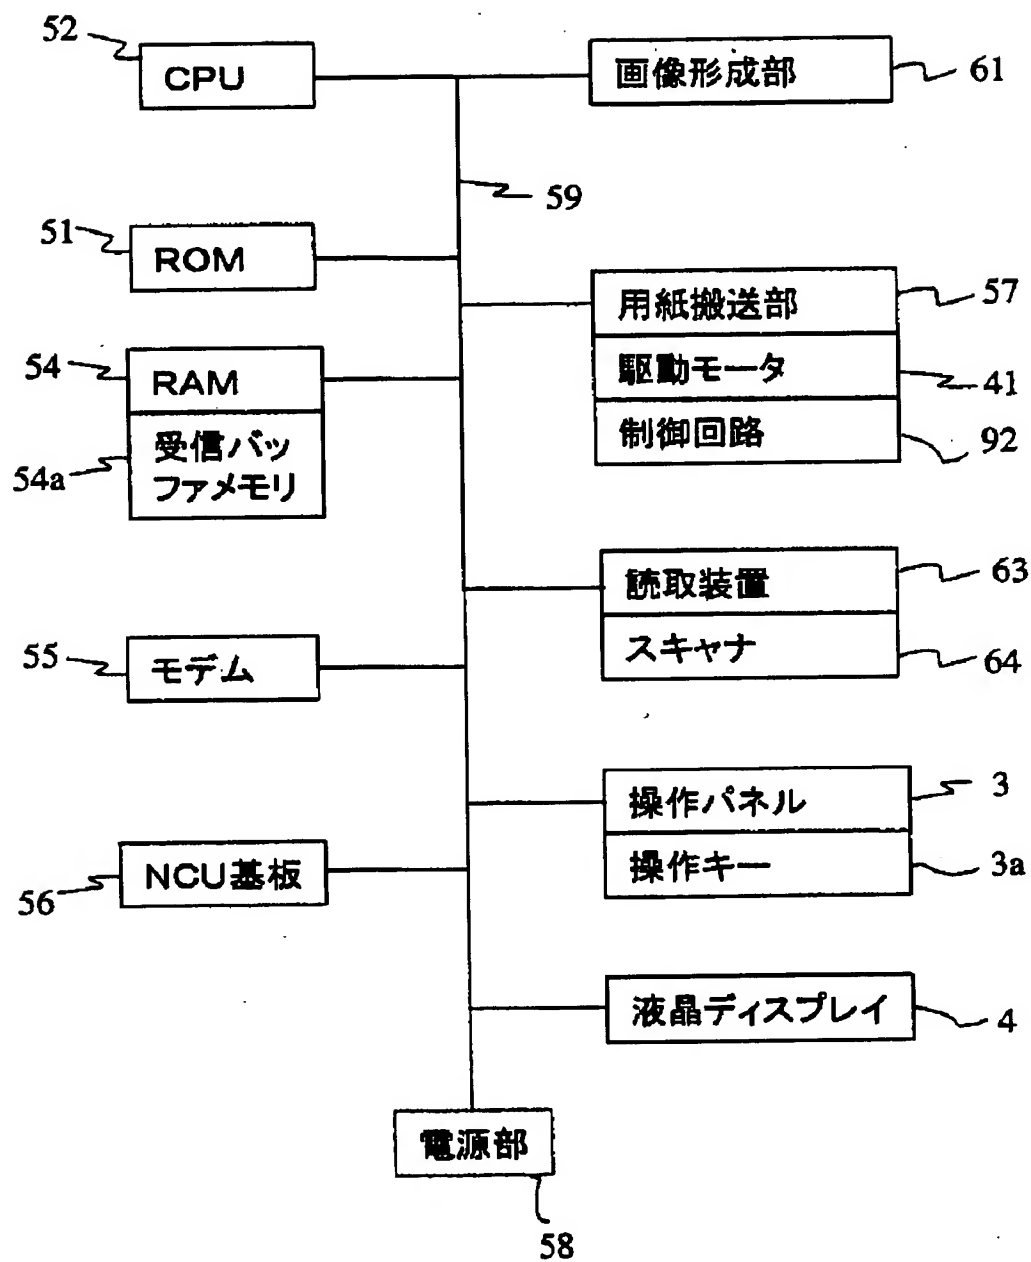 52
CPU
画像形成部
61
59
51
ROM
用紙搬送部
57
54
RAM
駆動モータ
41
制御回路
92
54a
受信バッ
ファメモリ
読取装置
63
スキャナ
64
55
モデム
操作パネル
3
操作キー
3a
NCU基板
56
液晶ディスプレイ
4
電源部
58